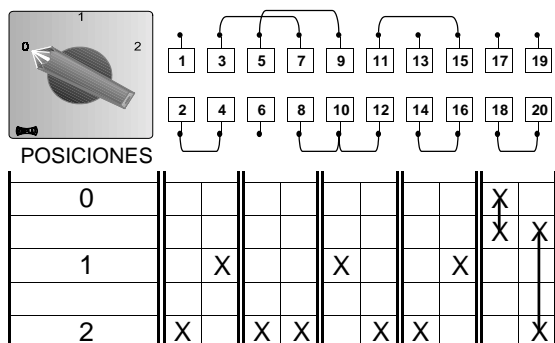 1
0
2
1 3 5 7 9 11 13 15 17 19
2 4 6 8 10 12 14 16 18 20
POSICIONES
0 X
X X
1 X X X
2 X X X X X X